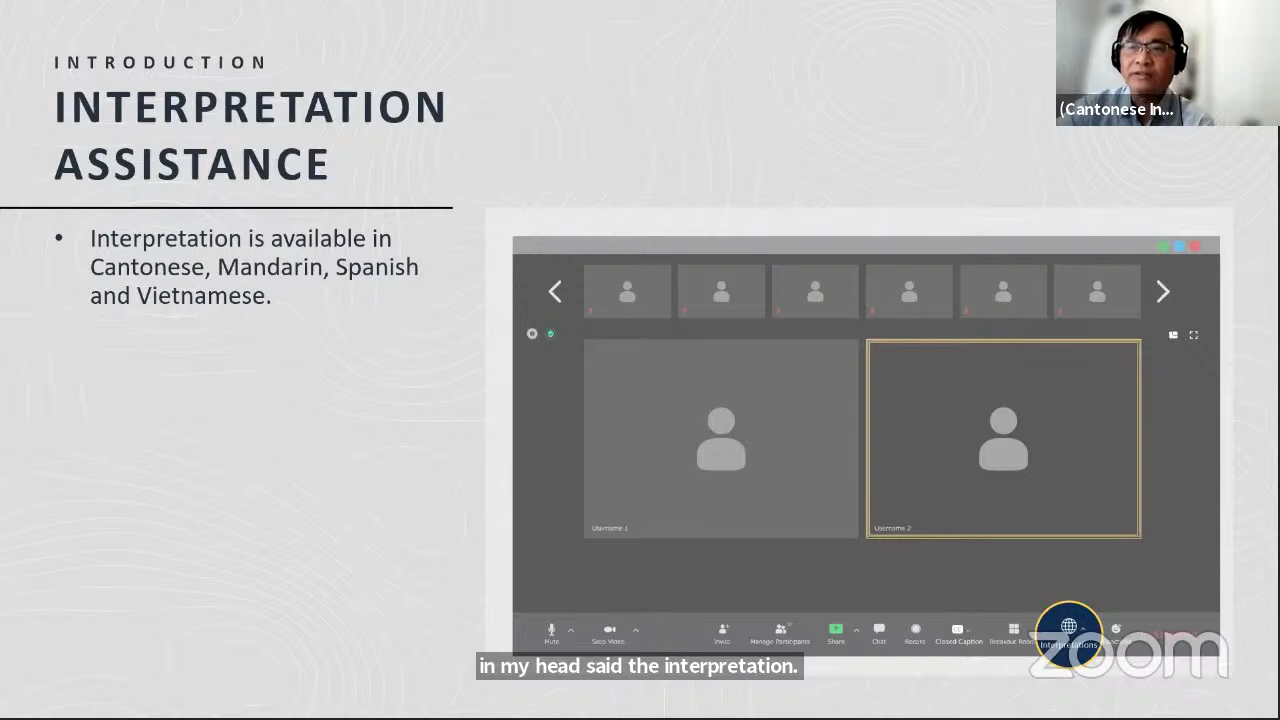 INTRODUCTION
INTERPRETATION
ASSISTANCE
• Interpretation is available in
Cantonese, Mandarin, Spanish
and Vietnamese.
(Cantonese In...
Username 1
Username 2
Mute
Stop Video
Invite
Manage Participants
Share
Chat
Record
Closed Caption
Breakout
Interpretations
zoom
in my head said the interpretation.